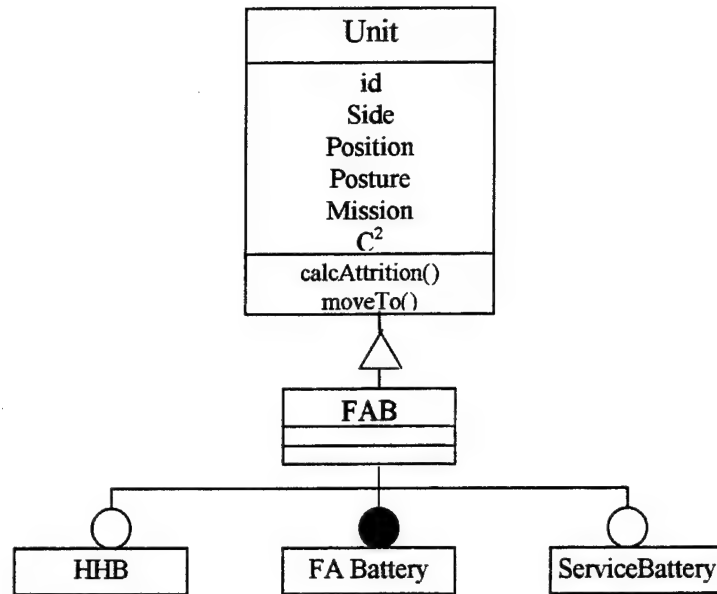 Unit
id
Side
Position
Posture
Mission
C²
calcAttrition()
moveTo()
FAB
HHB
FA Battery
ServiceBattery